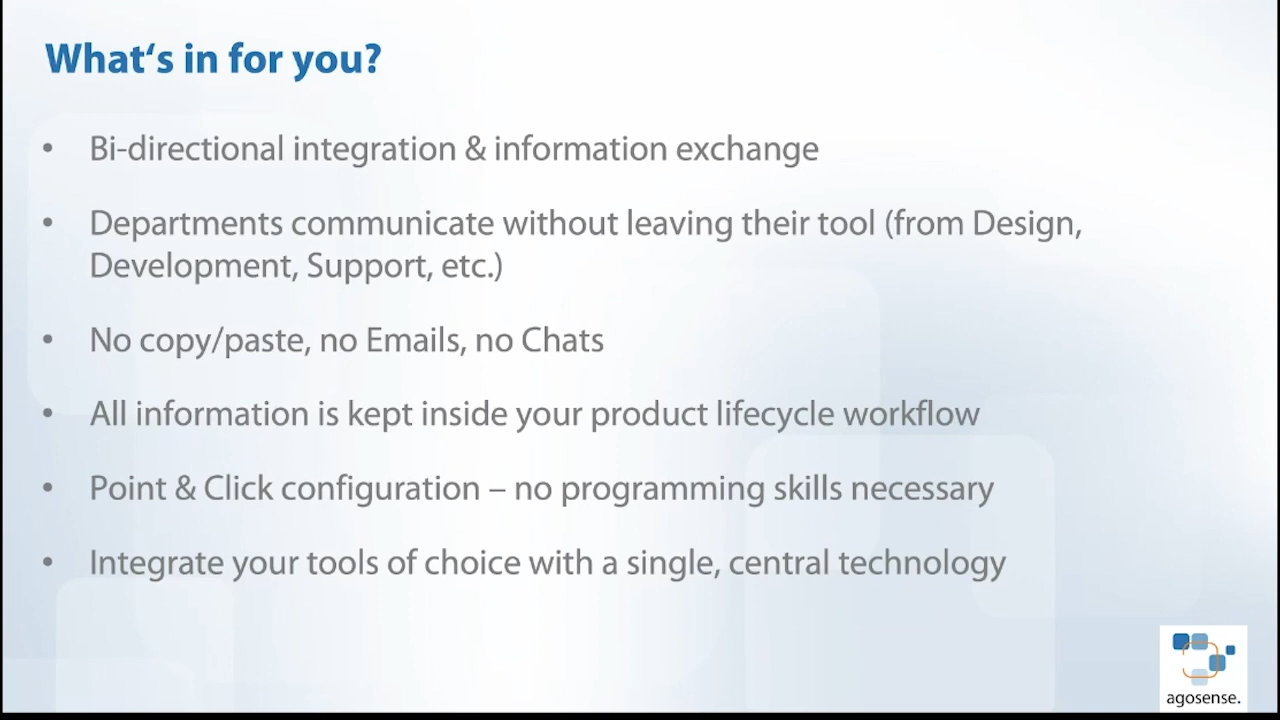 What‘s in for you?
• Bi-directional integration & information exchange
• Departments communicate without leaving their tool (from Design,
Development, Support, etc.)
• No copy/paste, no Emails, no Chats
• All information is kept inside your product lifecycle workflow
• Point & Click configuration – no programming skills necessary
• Integrate your tools of choice with a single, central technology
agosense.